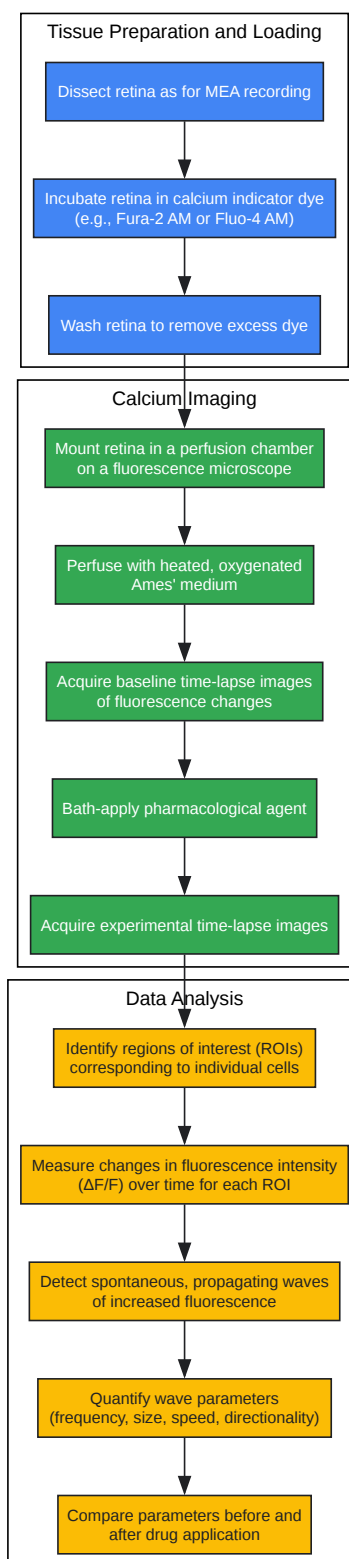 Tissue Preparation and Loading
Dissect retina as for MEA recording
Incubate retina in calcium indicator dye
(e.g., Fura-2 AM or Fluo-4 AM)
Wash retina to remove excess dye
Calcium Imaging
Mount retina in a perfusion chamber
on a fluorescence microscope
Perfuse with heated, oxygenated
Ames' medium
Acquire baseline time-lapse images
of fluorescence changes
Bath-apply pharmacological agent
Acquire experimental time-lapse images
Data Analysis
Identify regions of interest (ROIs)
corresponding to individual cells
Measure changes in fluorescence intensity
(ΔF/F) over time for each ROI
Detect spontaneous, propagating waves
of increased fluorescence
Quantify wave parameters
(frequency, size, speed, directionality)
Compare parameters before and
after drug application